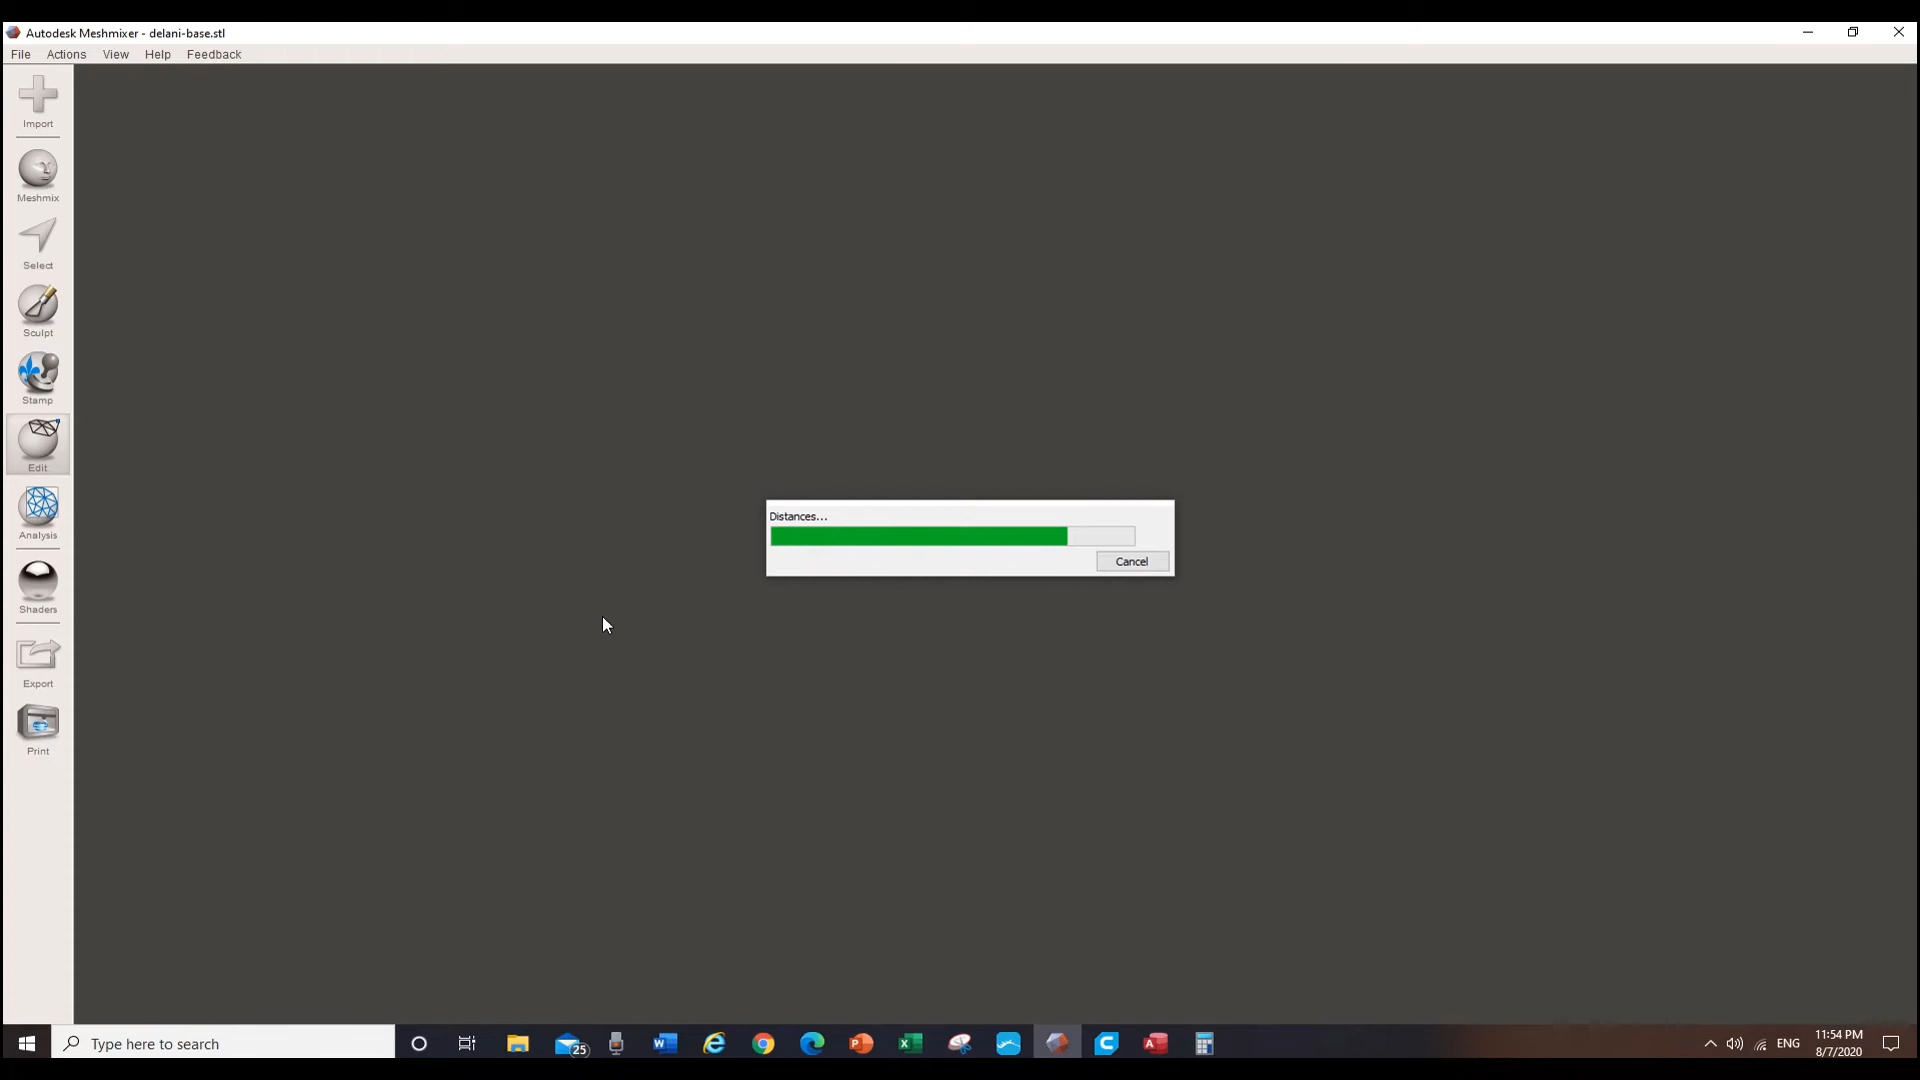 Autodesk Meshmixer - delani-base.stl
File Actions View Help Feedback
Import
Meshmix
Select
Sculpt
Stamp
Edit
Analysis
Shaders
Export
Print
Distances...
Cancel
Type here to search
25
ENG
11:54 PM
8/7/2020